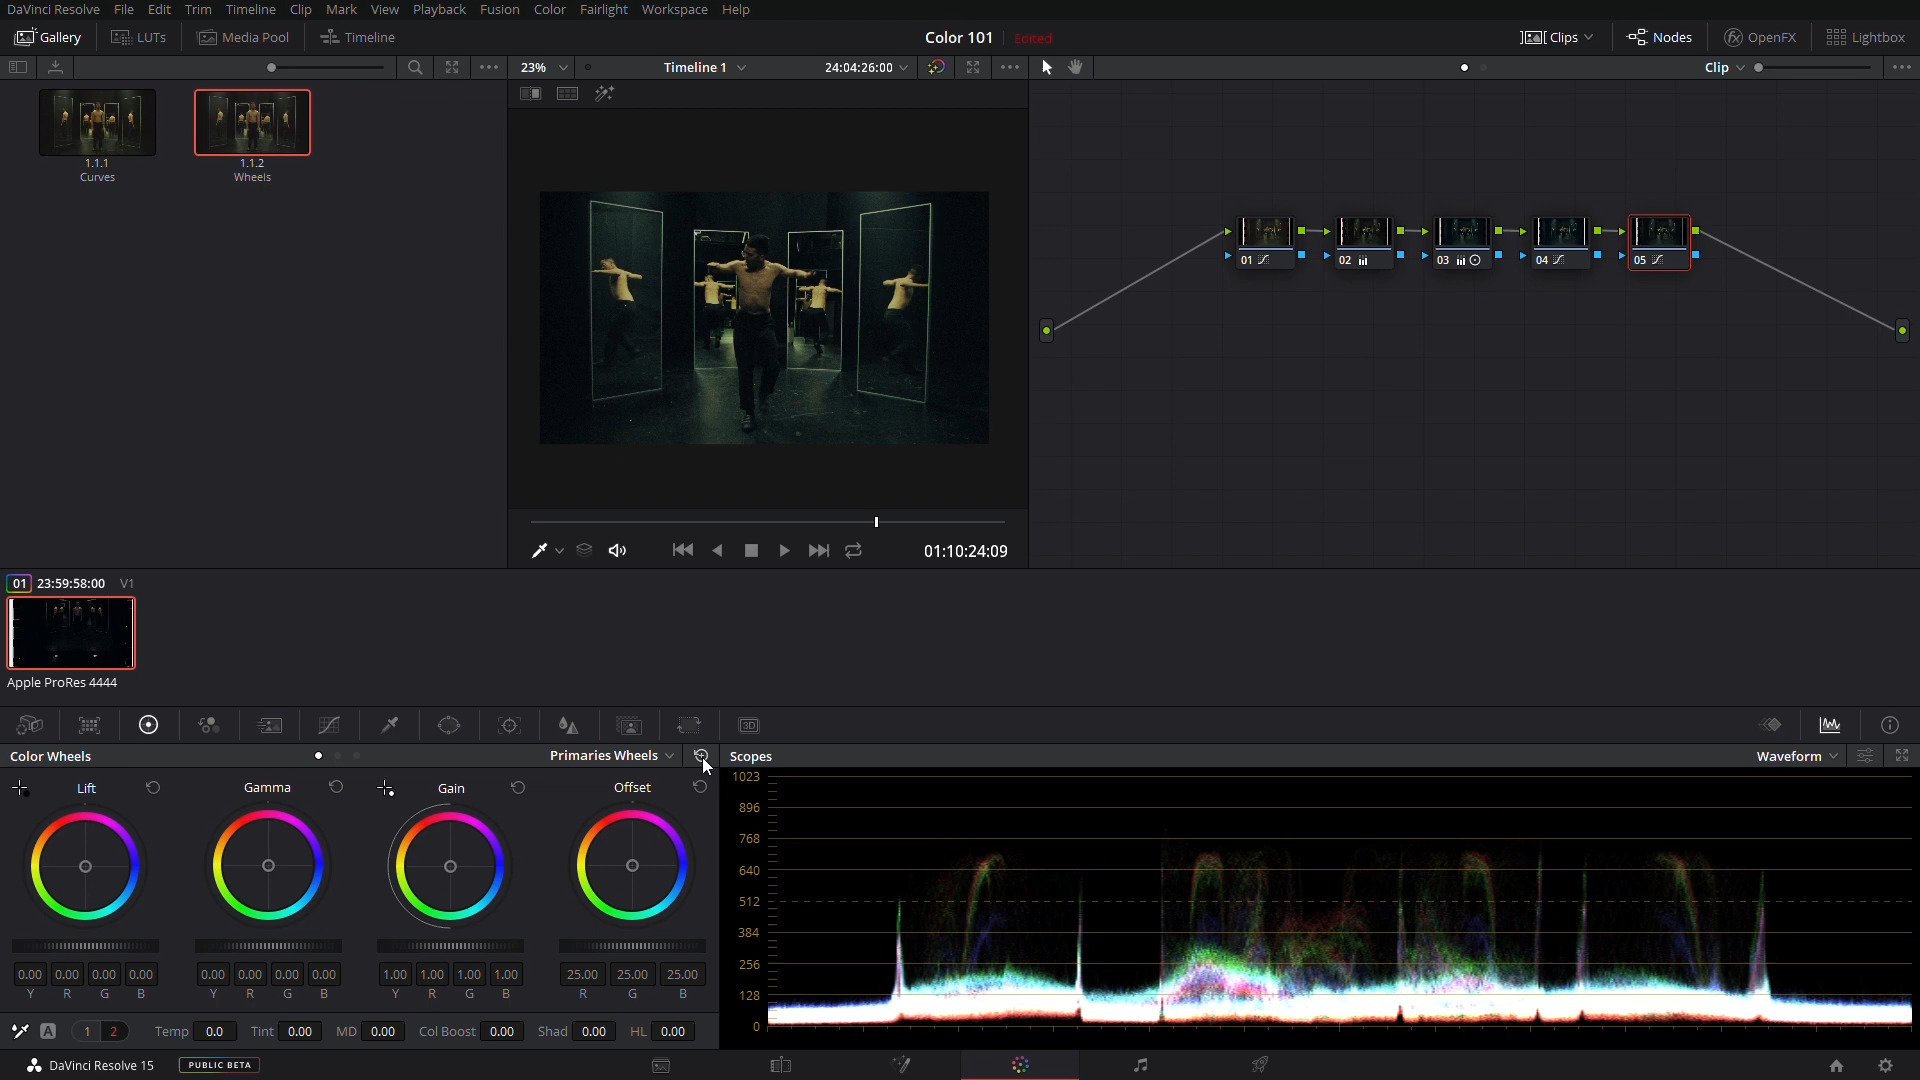 DaVinci Resolve File Edit Trim Timeline Clip Mark View Playback Fusion Color Fairlight Workspace Help
Gallery LUTs Media Pool Timeline Color 101 Edited Clips Nodes OpenFX Lightbox
23% Timeline 1 24:04:26:00 Clip
1.1.1 1.1.2
Curves Wheels
01 02 03 04 05
01:10:24:09
01 23:59:58:00 V1
Apple ProRes 4444
3D
Color Wheels Primaries Wheels Scopes Waveform
Lift Gamma Gain Offset
1023
896
768
640
512
384
256
128
0
0.00 0.00 0.00 0.00 0.00 0.00 0.00 0.00 1.00 1.00 1.00 1.00 25.00 25.00 25.00
Y R G B Y R G B Y R G B R G B
A 1 2 Temp 0.0 Tint 0.00 MD 0.00 Col Boost 0.00 Shad 0.00 HL 0.00
DaVinci Resolve 15 PUBLIC BETA